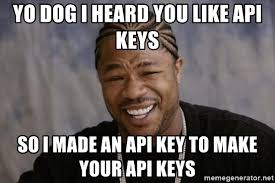 YO DOG I HEARD YOU LIKE API
KEYS
SO I MADE AN API KEY TO MAKE
YOUR API KEYS
memegenerator.net